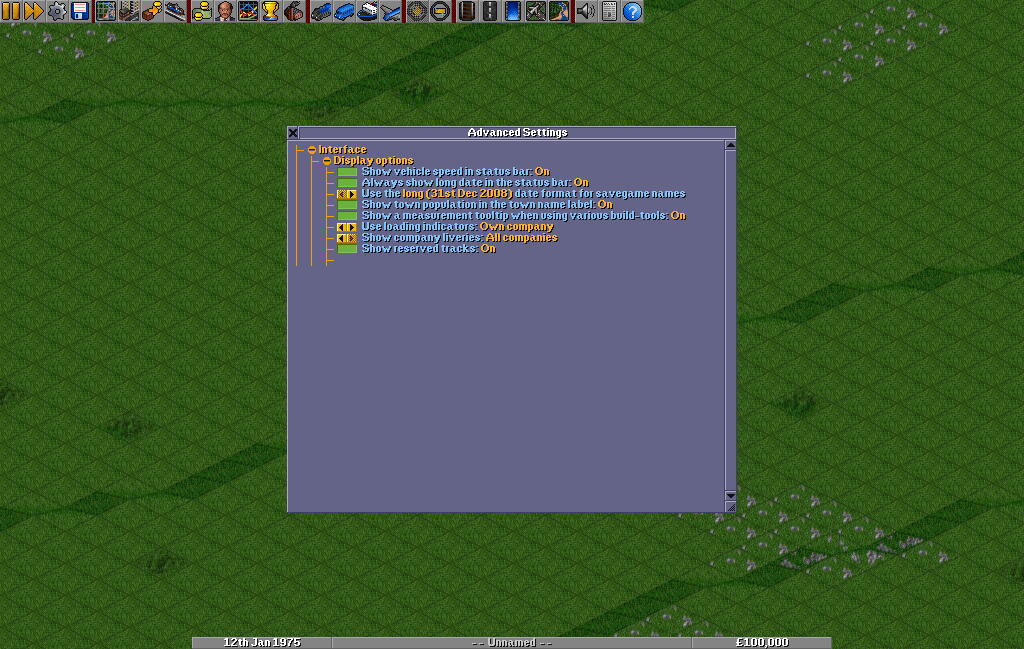 Advanced Settings
Interface
Display options
Show vehicle speed in status bar: On
Always show long date in the status bar: On
Use the long (31st Dec 2008) date format for savegame names
Show town population in the town name label: On
Show a measurement tooltip when using various build-tools: On
Use loading indicators: Own company
Show company liveries: All companies
Show reserved tracks: On
12th Jan 1975
-- Unnamed --
£100,000